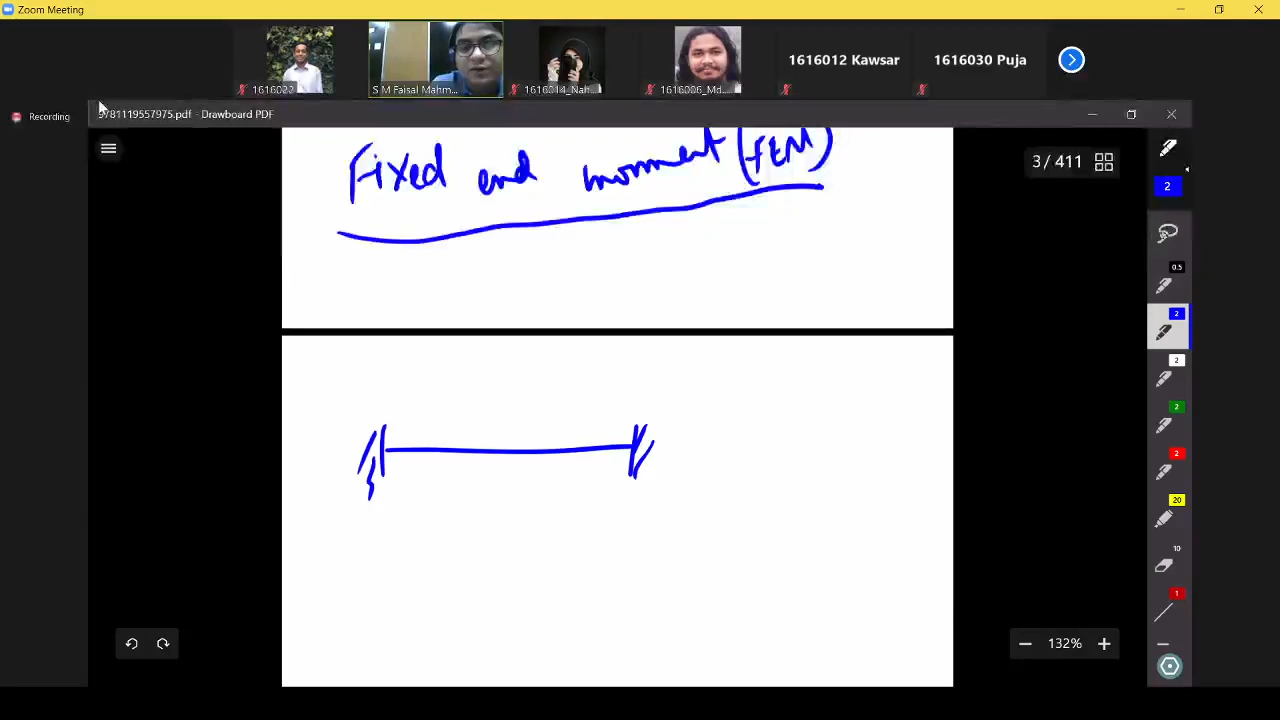 Zoom Meeting
1616022
S M Faisal Mahm...
1616014_Nah...
1616006_Md...
1616012 Kawsar
1616030 Puja
Recording
9781119557975.pdf - Drawboard PDF
Fixed end moment (FEM)
3 / 411
2
0.5
2
2
2
2
20
10
1
132%